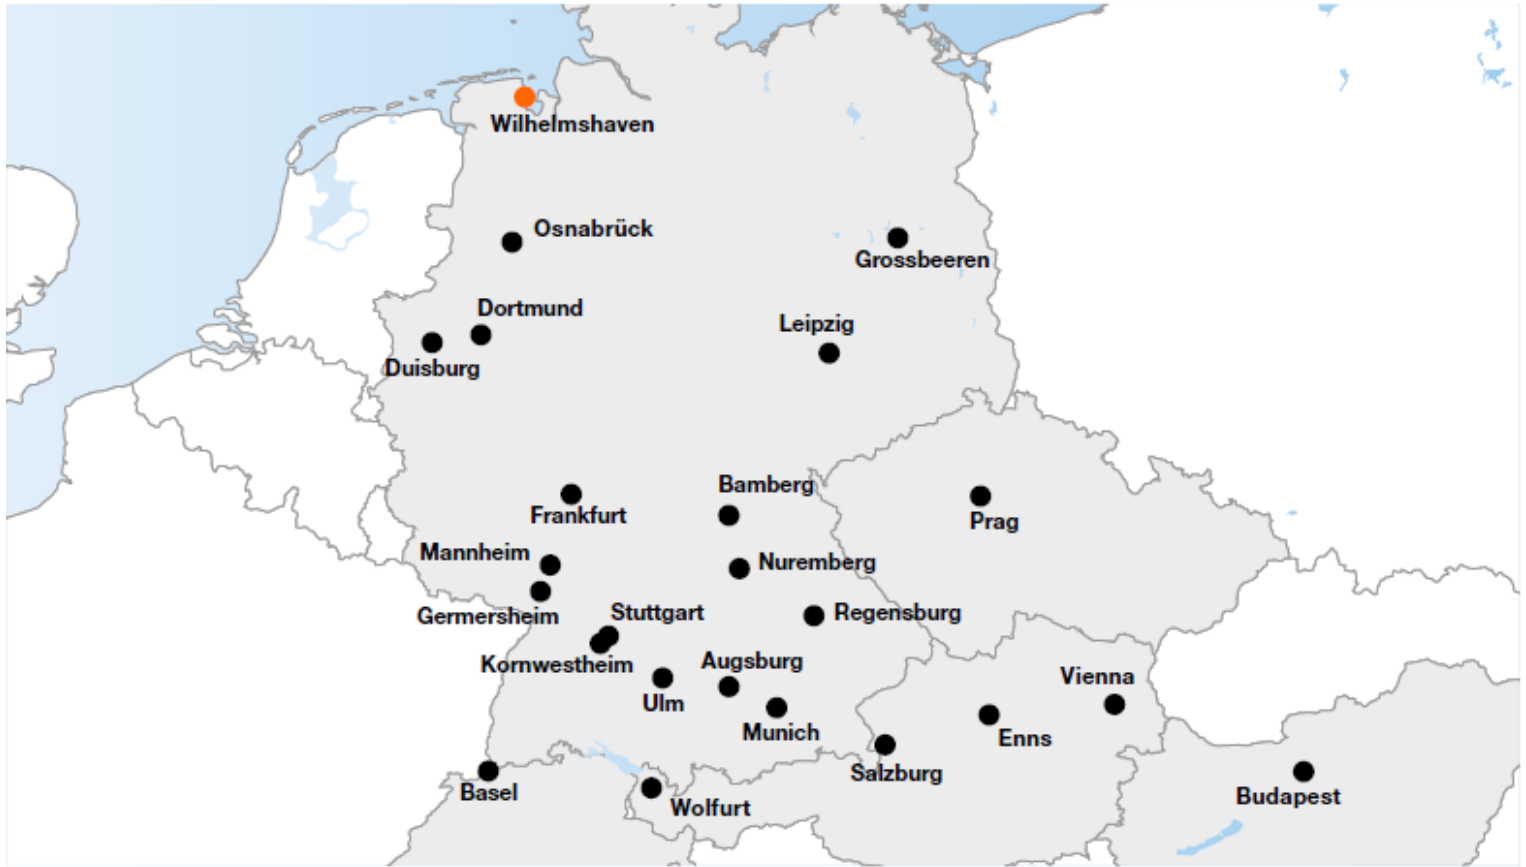 Wilhelmshaven
Osnabrück
Grossbeeren
Dortmund
Leipzig
Duisburg
Bamberg
Frankfurt
Prag
Mannheim
Nuremberg
Germersheim
Stuttgart
Regensburg
Kornwestheim
Augsburg
Vienna
Ulm
Munich
Enns
Salzburg
Basel
Wolfurt
Budapest